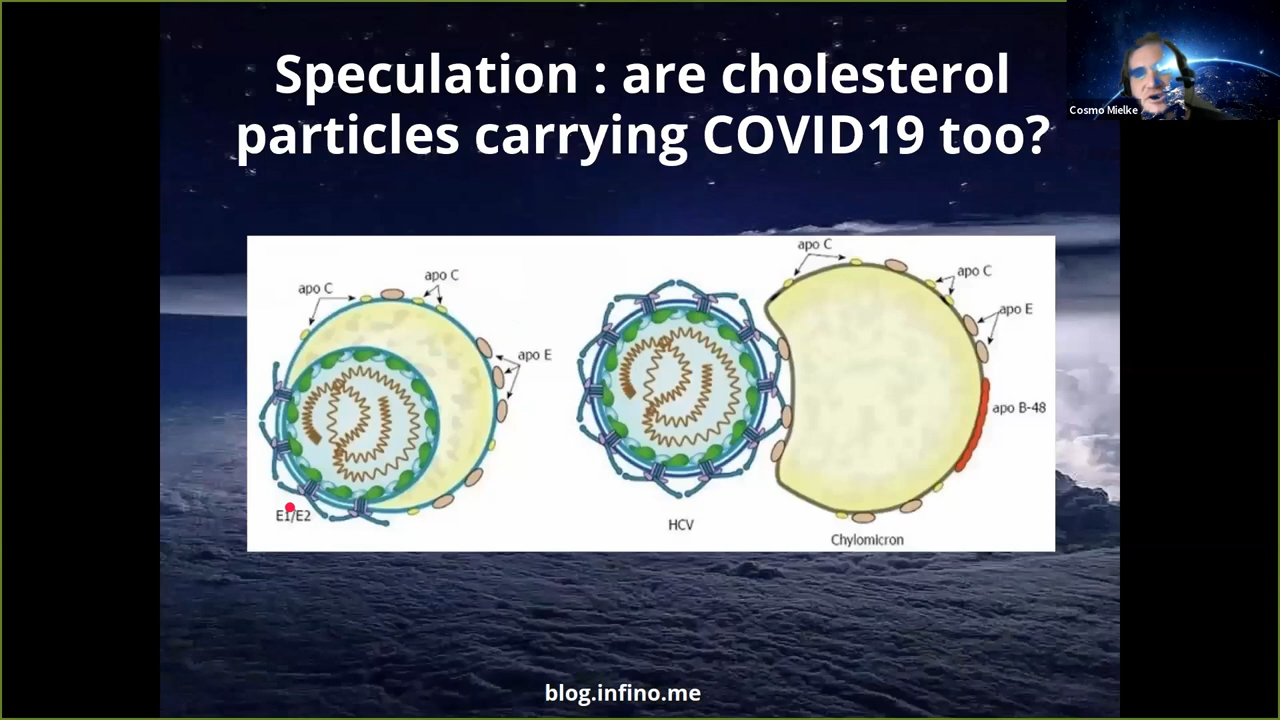 Speculation : are cholesterol
particles carrying COVID19 too?
Cosmo Mielke
apo C
apo C
apo E
E1/E2
apo C
apo C
apo E
apo B-48
HCV
Chylomicron
blog.infino.me